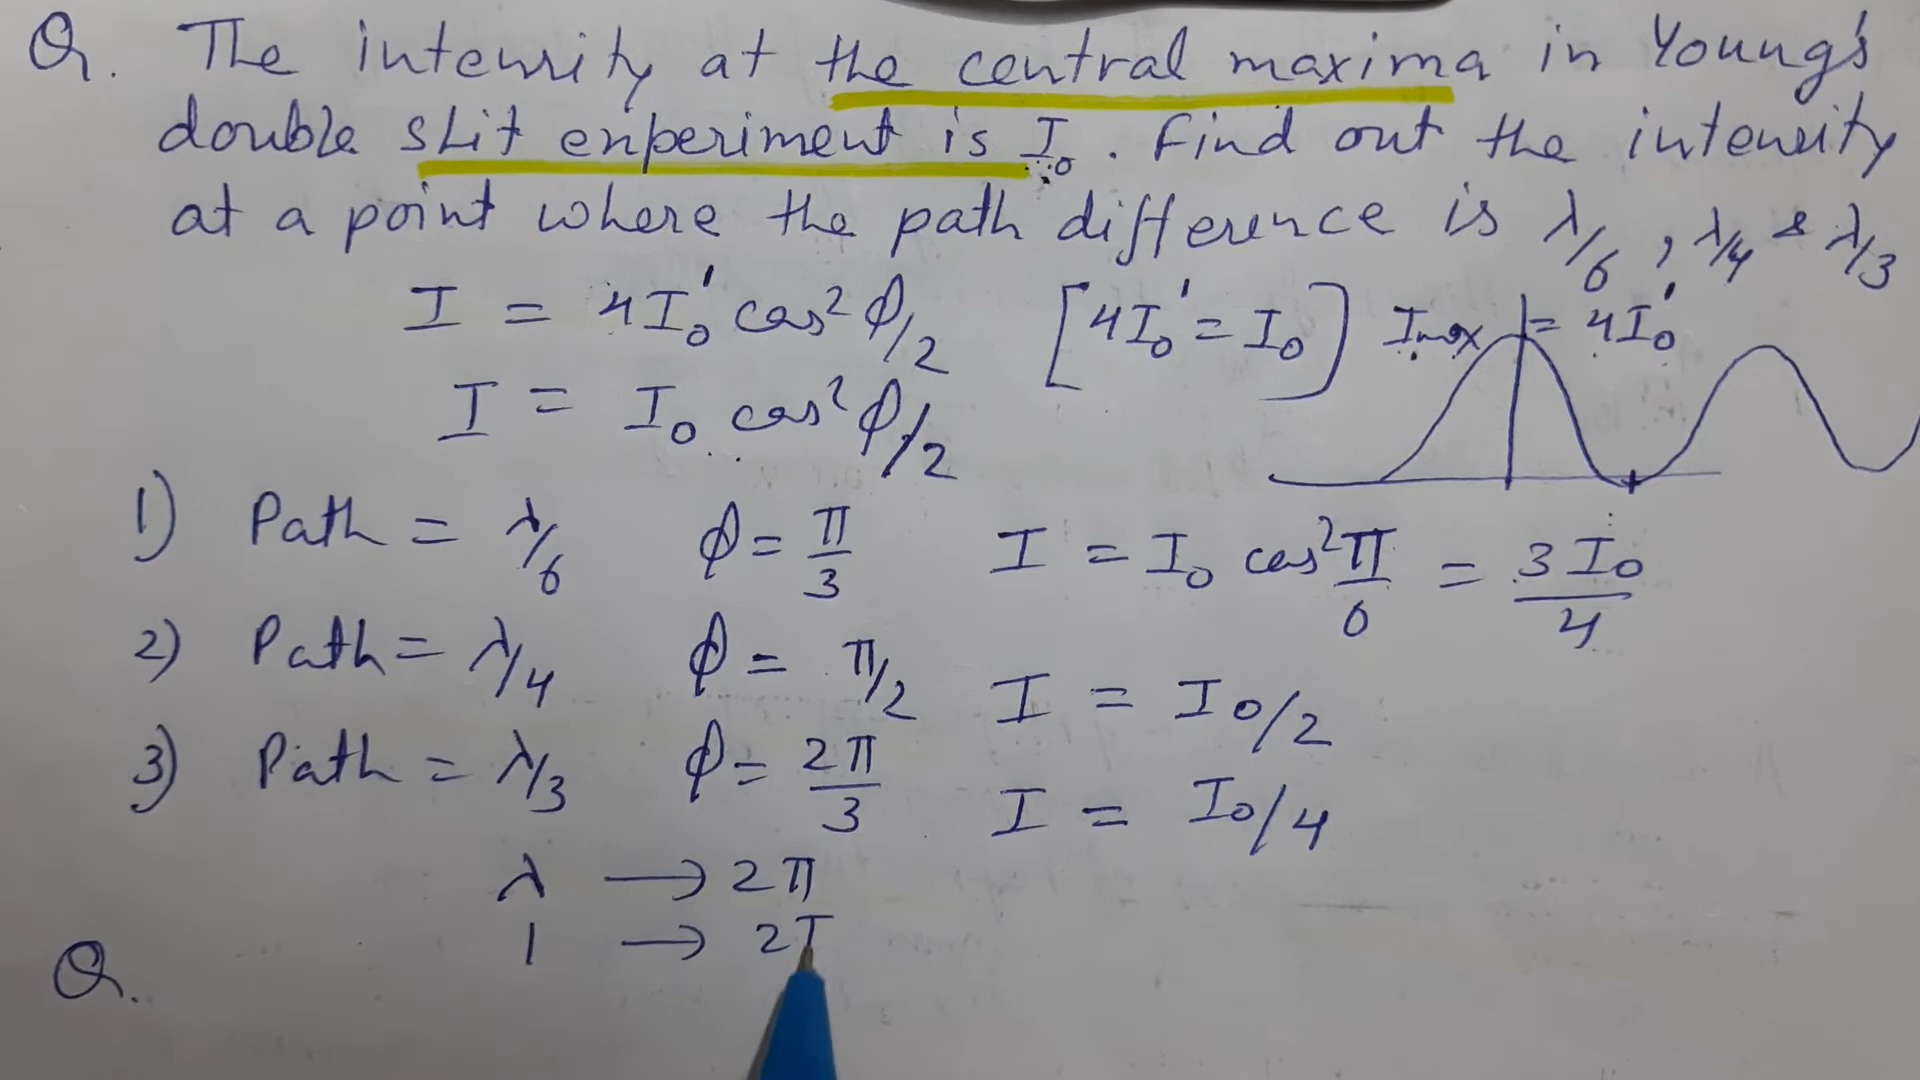 Q. The intensity at the central maxima in Young's
double slit enperiment is I₀. Find out the intensity
at a point where the path difference is λ/6, λ/4 & λ/3
I = 4I₀' cos² ϕ/2 [4I₀' = I₀] Imax = 4I₀'
I = I₀ cos² ϕ/2
1) Path = λ/6 ϕ = π/3 I = I₀ cos² π/6 = 3I₀/4
2) Path = λ/4 ϕ = π/2 I = I₀/2
3) Path = λ/3 ϕ = 2π/3 I = I₀/4
λ → 2π
1 → 2
Q.